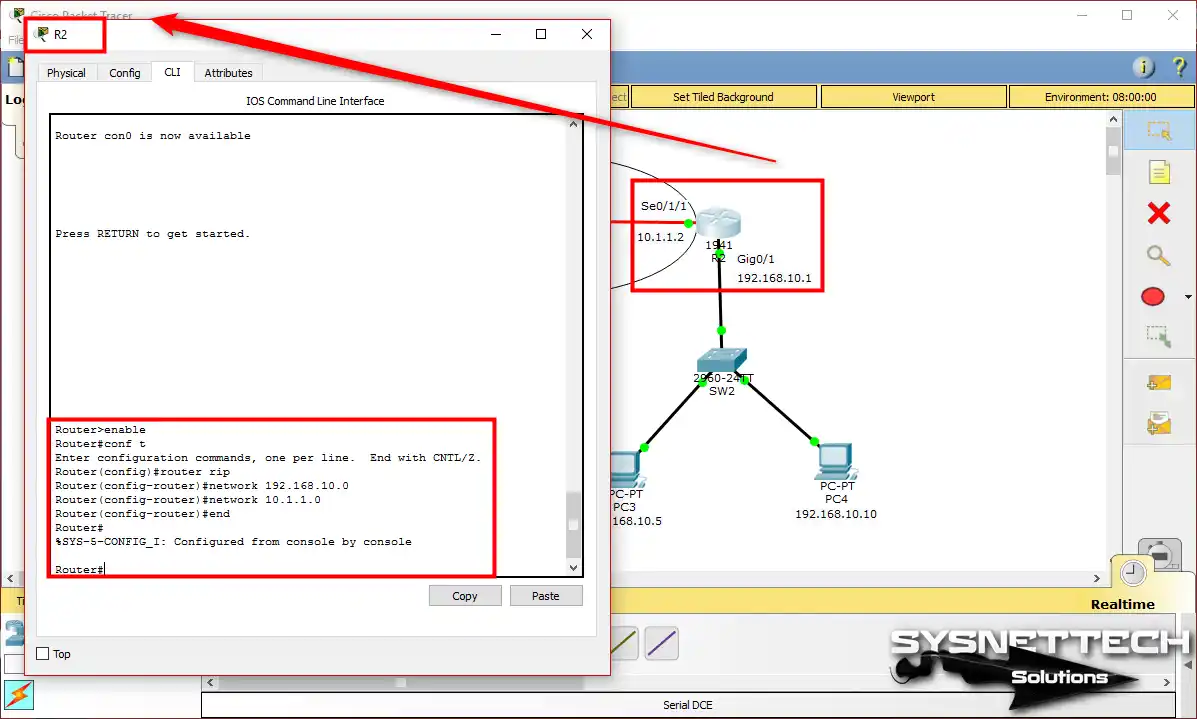 Cisco Packet Tracer
R2
Physical
Config
CLI
Attributes
IOS Command Line Interface
Router con0 is now available
Press RETURN to get started.
Router>enable
Router#conf t
Enter configuration commands, one per line.  End with CNTL/Z.
Router(config)#router rip
Router(config-router)#network 192.168.10.0
Router(config-router)#network 10.1.1.0
Router(config-router)#end
Router#
%SYS-5-CONFIG_I: Configured from console by console
Router#
Copy
Paste
Top
Set Tiled Background
Viewport
Environment: 08:00:00
Se0/1/1
10.1.1.2
1941
R2
Gig0/1
192.168.10.1
2960-24TT
SW2
PC-PT
PC3
168.10.5
PC-PT
PC4
192.168.10.10
Realtime
SYSNETTECH
Solutions
Serial DCE